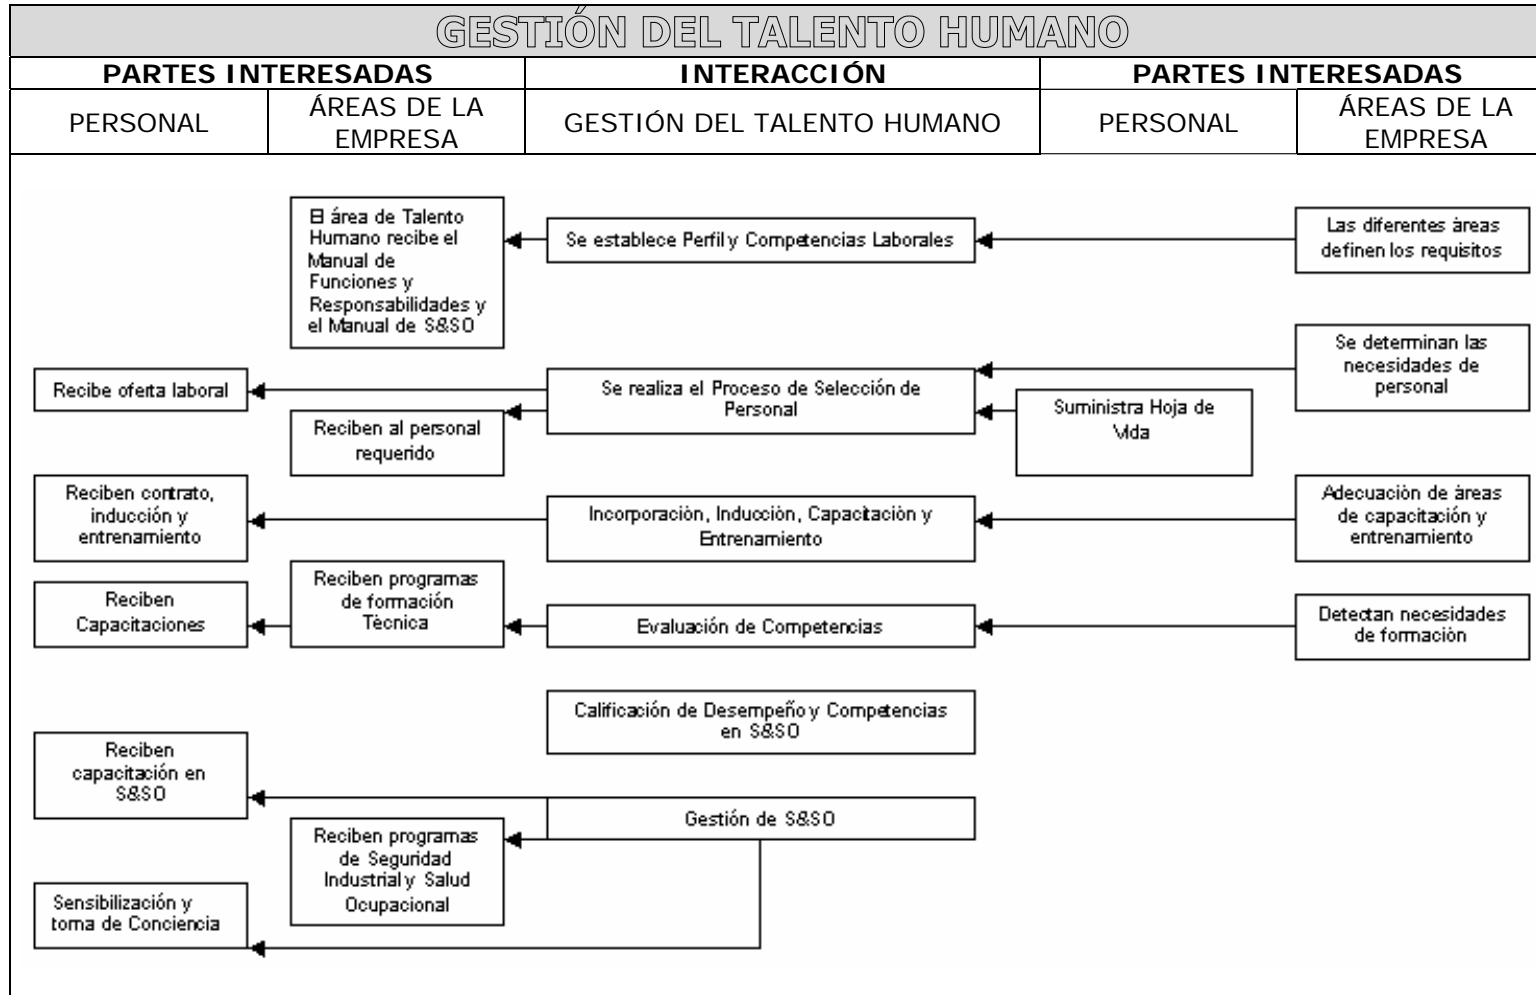 GESTIÓN DEL TALENTO HUMANO
PARTES INTERESADAS
INTERACCIÓN
PARTES INTERESADAS
PERSONAL
ÁREAS DE LA
EMPRESA
GESTIÓN DEL TALENTO HUMANO
PERSONAL
ÁREAS DE LA
EMPRESA
El área de Talento
Humano recibe el
Manual de
Funciones y
Responsabilidades y
el Manual de S&SO
Se establece Perfil y Competencias Laborales
Las diferentes áreas
definen los requisitos
Recibe oferta laboral
Reciben al personal
requerido
Se realiza el Proceso de Selección de
Personal
Suministra Hoja de
Vida
Se determinan las
necesidades de
personal
Reciben contrato,
inducción y
entrenamiento
Incorporación, Inducción, Capacitación y
Entrenamiento
Adecuación de áreas
de capacitación y
entrenamiento
Reciben
Capacitaciones
Reciben programas
de formación
Técnica
Evaluación de Competencias
Detectan necesidades
de formación
Calificación de Desempeño y Competencias
en S&SO
Reciben
capacitación en
S&SO
Gestión de S&SO
Reciben programas
de Seguridad
Industrial y Salud
Ocupacional
Sensibilización y
toma de Conciencia